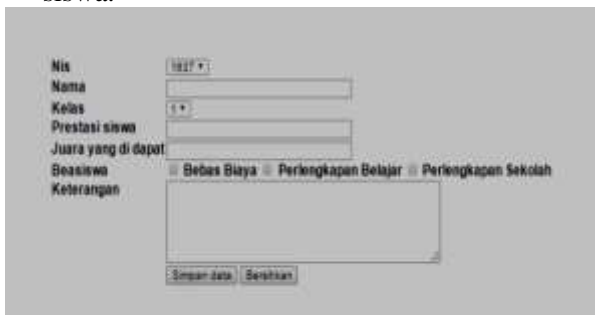 Nis 1827
Nama
Kelas 1
Prestasi siswa
Juara yang di dapat
Beasiswa Bebas Biaya Perlengkapan Belajar Perlengkapan Sekolah
Keterangan
Simpan data Bersihkan